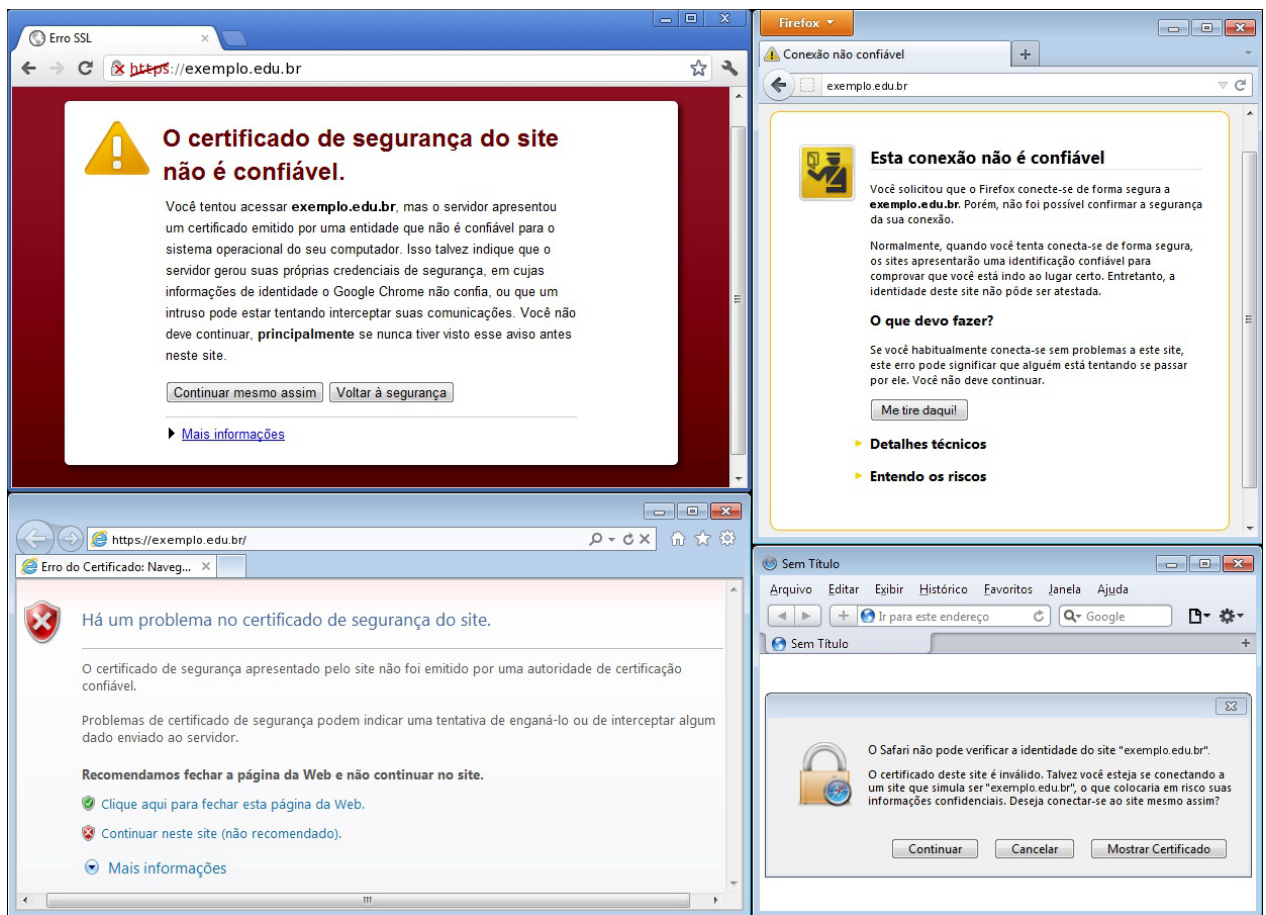 Erro SSL
https://exemplo.edu.br
O certificado de segurança do site
não é confiável.
Você tentou acessar exemplo.edu.br, mas o servidor apresentou
um certificado emitido por uma entidade que não é confiável para o
sistema operacional do seu computador. Isso talvez indique que o
servidor gerou suas próprias credenciais de segurança, em cujas
informações de identidade o Google Chrome não confia, ou que um
intruso pode estar tentando interceptar suas comunicações. Você não
deve continuar, principalmente se nunca tiver visto esse aviso antes
neste site.
Continuar mesmo assim
Voltar à segurança
Mais informações
Firefox
Conexão não confiável
exemplo.edu.br
Esta conexão não é confiável
Você solicitou que o Firefox conecte-se de forma segura a
exemplo.edu.br. Porém, não foi possível confirmar a segurança
da sua conexão.
Normalmente, quando você tenta conecta-se de forma segura,
os sites apresentarão uma identificação confiável para
comprovar que você está indo ao lugar certo. Entretanto, a
identidade deste site não pôde ser atestada.
O que devo fazer?
Se você habitualmente conecta-se sem problemas a este site,
este erro pode significar que alguém está tentando se passar
por ele. Você não deve continuar.
Me tire daqui!
Detalhes técnicos
Entendo os riscos
https://exemplo.edu.br/
Erro do Certificado: Naveg...
Há um problema no certificado de segurança do site.
O certificado de segurança apresentado pelo site não foi emitido por uma autoridade de certificação
confiável.
Problemas de certificado de segurança podem indicar uma tentativa de enganá-lo ou de interceptar algum
dado enviado ao servidor.
Recomendamos fechar a página da Web e não continuar no site.
Clique aqui para fechar esta página da Web.
Continuar neste site (não recomendado).
Mais informações
Sem Título
Arquivo Editar Exibir Histórico Favoritos Janela Ajuda
Ir para este endereço
Google
Sem Título
O Safari não pode verificar a identidade do site "exemplo.edu.br".
O certificado deste site é inválido. Talvez você esteja se conectando a
um site que simula ser "exemplo.edu.br", o que colocaria em risco suas
informações confidenciais. Deseja conectar-se ao site mesmo assim?
Continuar
Cancelar
Mostrar Certificado